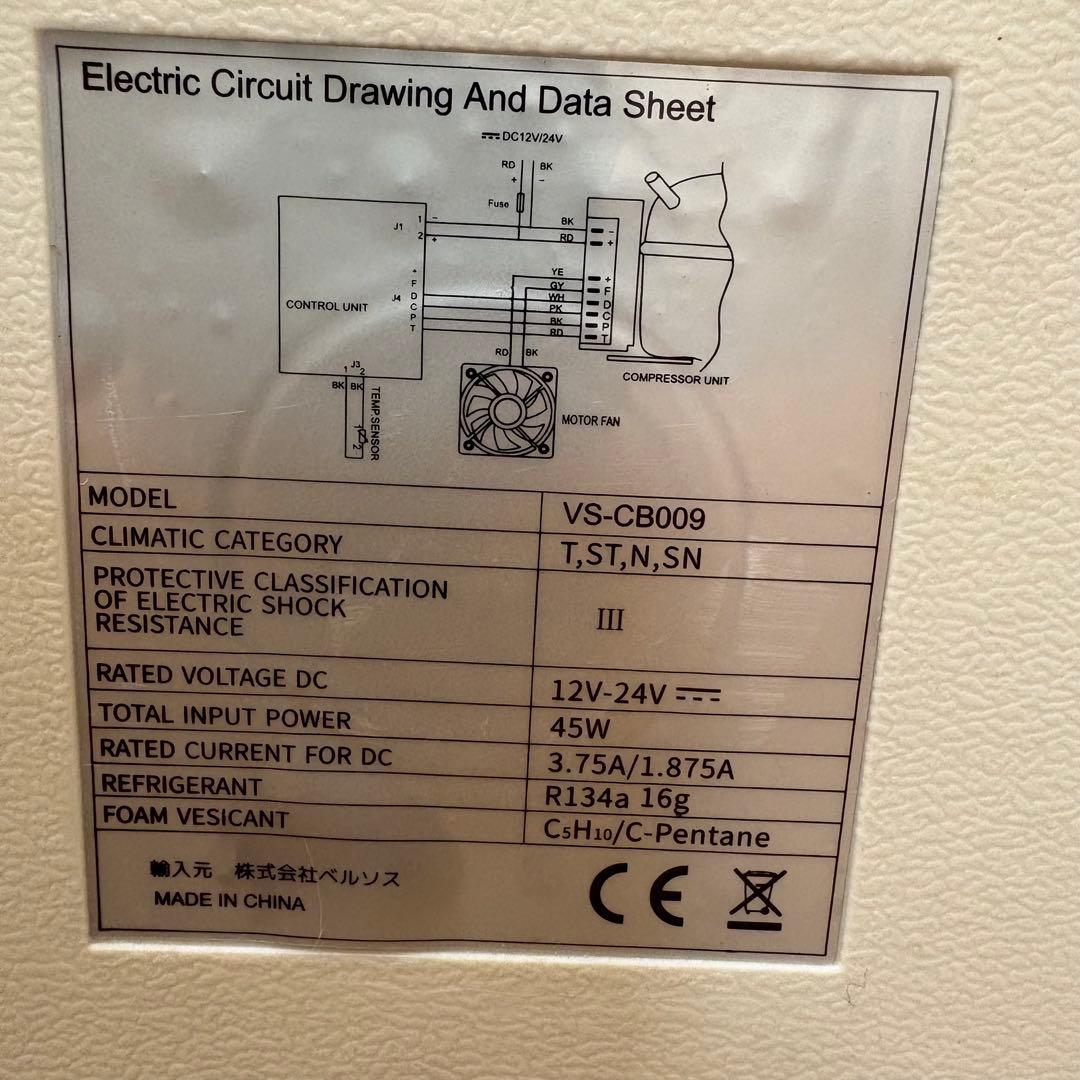 Electric Circuit Drawing And Data Sheet
DC12V/24V
RD BK
+ −
Fuse
J1 1 −
2 +
BK −
RD +
CONTROL UNIT
J4
+
F
D
C
P
T
YE +
GY F
WH D
PK C
BK P
RD T
RD BK
COMPRESSOR UNIT
J3
1 2
BK BK
TEMP.SENSOR
1
2
MOTOR FAN
MODEL VS-CB009
CLIMATIC CATEGORY T,ST,N,SN
PROTECTIVE CLASSIFICATION
OF ELECTRIC SHOCK
RESISTANCE
III
RATED VOLTAGE DC 12V-24V
TOTAL INPUT POWER 45W
RATED CURRENT FOR DC 3.75A/1.875A
REFRIGERANT R134a 16g
FOAM VESICANT C₅H₁₀/C-Pentane
輸入元 株式会社ベルソス
MADE IN CHINA
CE